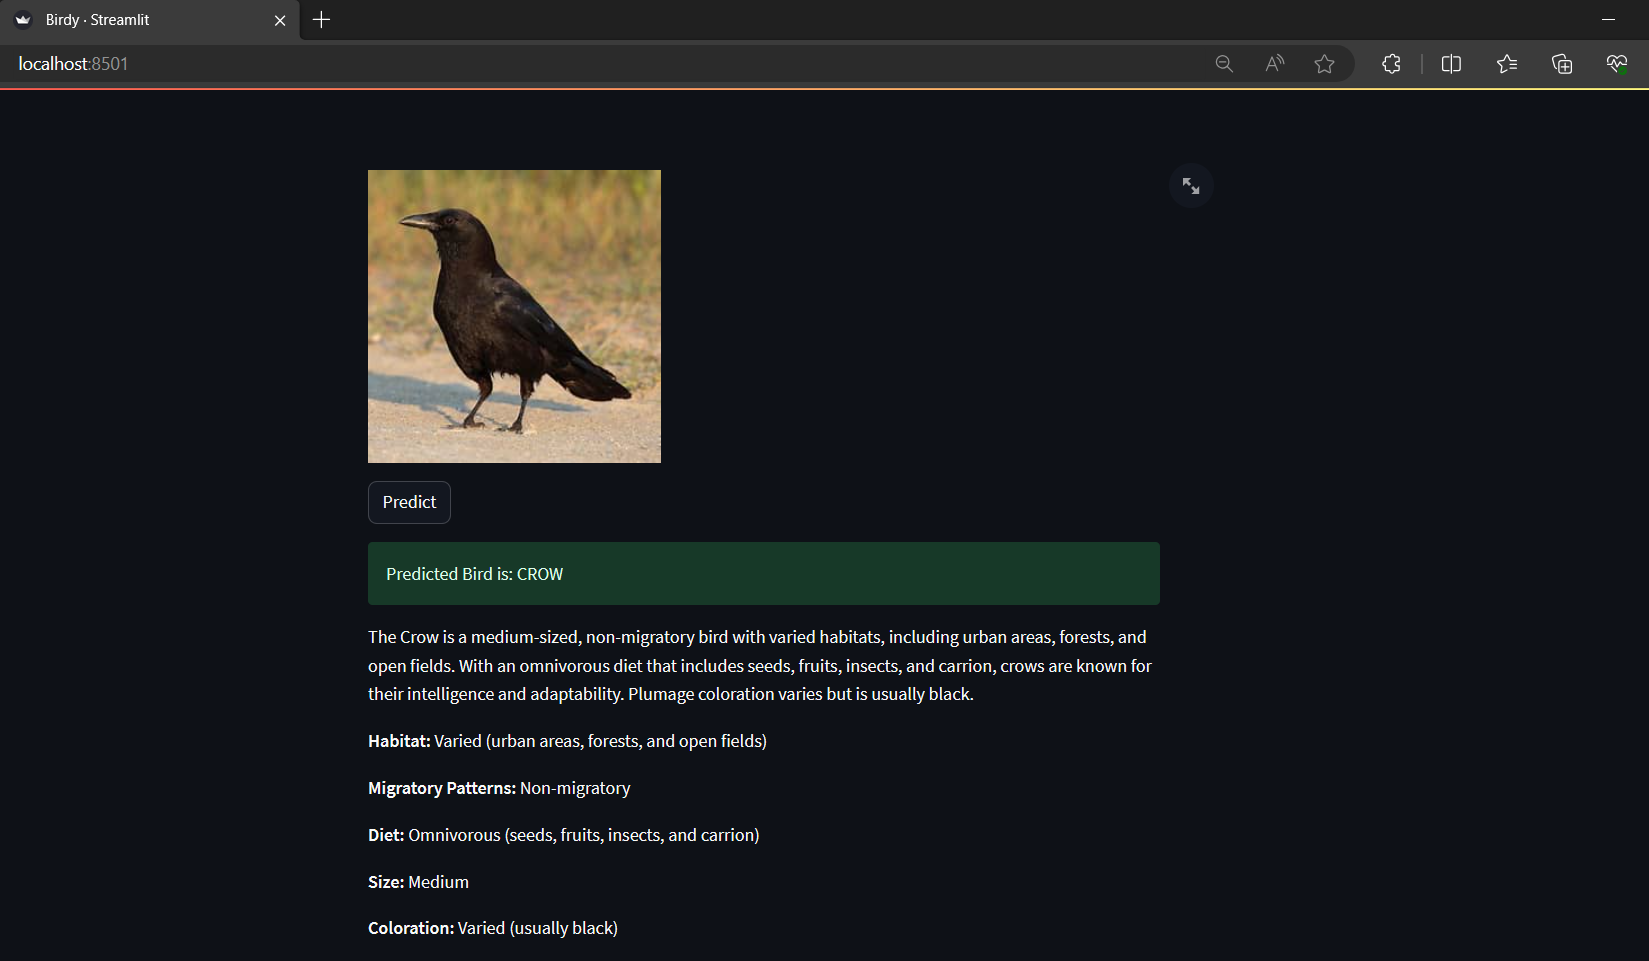 Birdy · Streamlit
localhost:8501
Predict
Predicted Bird is: CROW
The Crow is a medium-sized, non-migratory bird with varied habitats, including urban areas, forests, and
open fields. With an omnivorous diet that includes seeds, fruits, insects, and carrion, crows are known for
their intelligence and adaptability. Plumage coloration varies but is usually black.
Habitat: Varied (urban areas, forests, and open fields)
Migratory Patterns: Non-migratory
Diet: Omnivorous (seeds, fruits, insects, and carrion)
Size: Medium
Coloration: Varied (usually black)